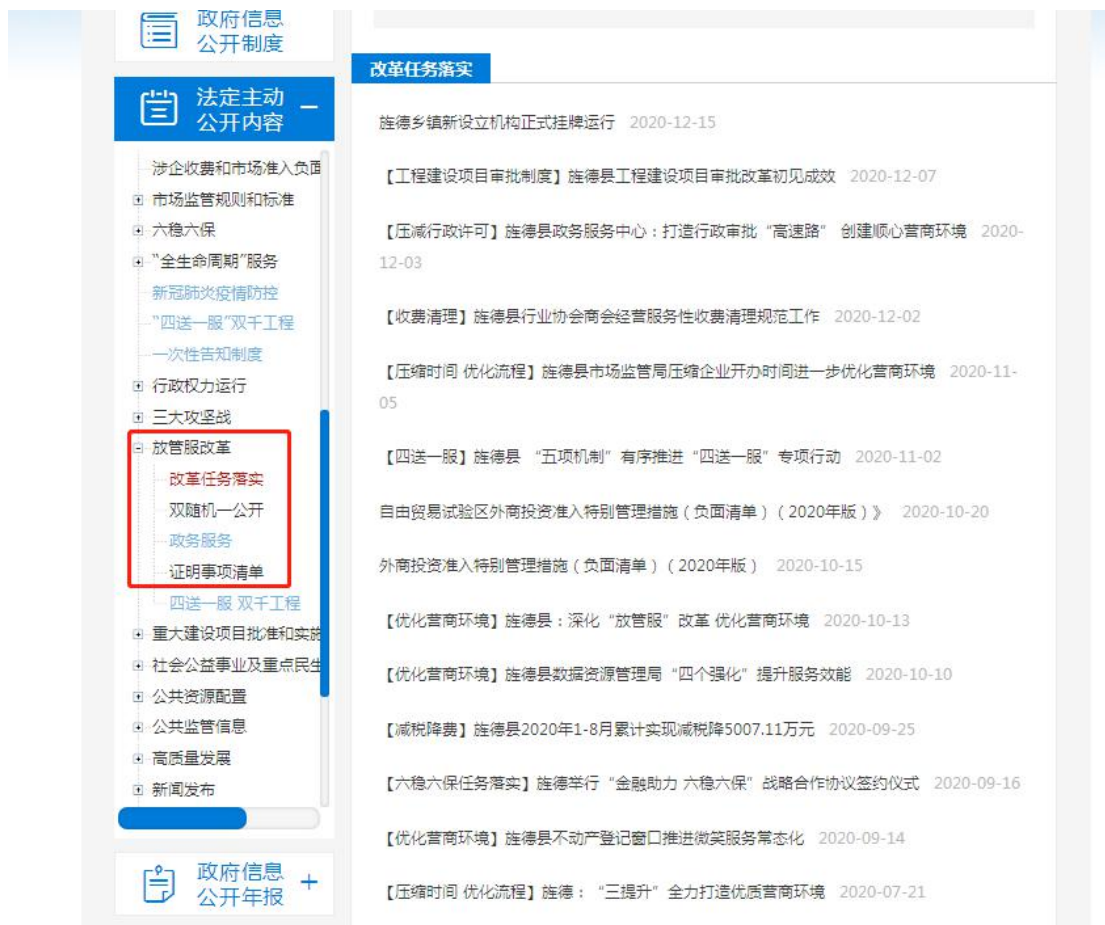 政府信息
公开制度
法定主动
公开内容
涉企收费和市场准入负面
市场监管规则和标准
六稳六保
“全生命周期”服务
新冠肺炎疫情防控
“四送一服”双千工程
一次性告知制度
行政权力运行
三大攻坚战
放管服改革
改革任务落实
双随机一公开
政务服务
证明事项清单
四送一服 双千工程
重大建设项目批准和实施
社会公益事业及重点民生
公共资源配置
公共监管信息
高质量发展
新闻发布
政府信息
公开年报
改革任务落实
旌德乡镇新设立机构正式挂牌运行 2020-12-15
【工程建设项目审批制度】旌德县工程建设项目审批改革初见成效 2020-12-07
【压减行政许可】旌德县政务服务中心：打造行政审批“高速路” 创建顺心营商环境 2020-
12-03
【收费清理】旌德县行业协会商会经营服务性收费清理规范工作 2020-12-02
【压缩时间 优化流程】旌德县市场监管局压缩企业开办时间进一步优化营商环境 2020-11-
05
【四送一服】旌德县 “五项机制”有序推进“四送一服”专项行动 2020-11-02
自由贸易试验区外商投资准入特别管理措施（负面清单）（2020年版）》 2020-10-20
外商投资准入特别管理措施（负面清单）（2020年版） 2020-10-15
【优化营商环境】旌德县：深化“放管服”改革 优化营商环境 2020-10-13
【优化营商环境】旌德县数据资源管理局“四个强化”提升服务效能 2020-10-10
【减税降费】旌德县2020年1-8月累计实现减税降5007.11万元 2020-09-25
【六稳六保任务落实】旌德举行“金融助力 六稳六保”战略合作协议签约仪式 2020-09-16
【优化营商环境】旌德县不动产登记窗口推进微笑服务常态化 2020-09-14
【压缩时间 优化流程】旌德：“三提升”全力打造优质营商环境 2020-07-21